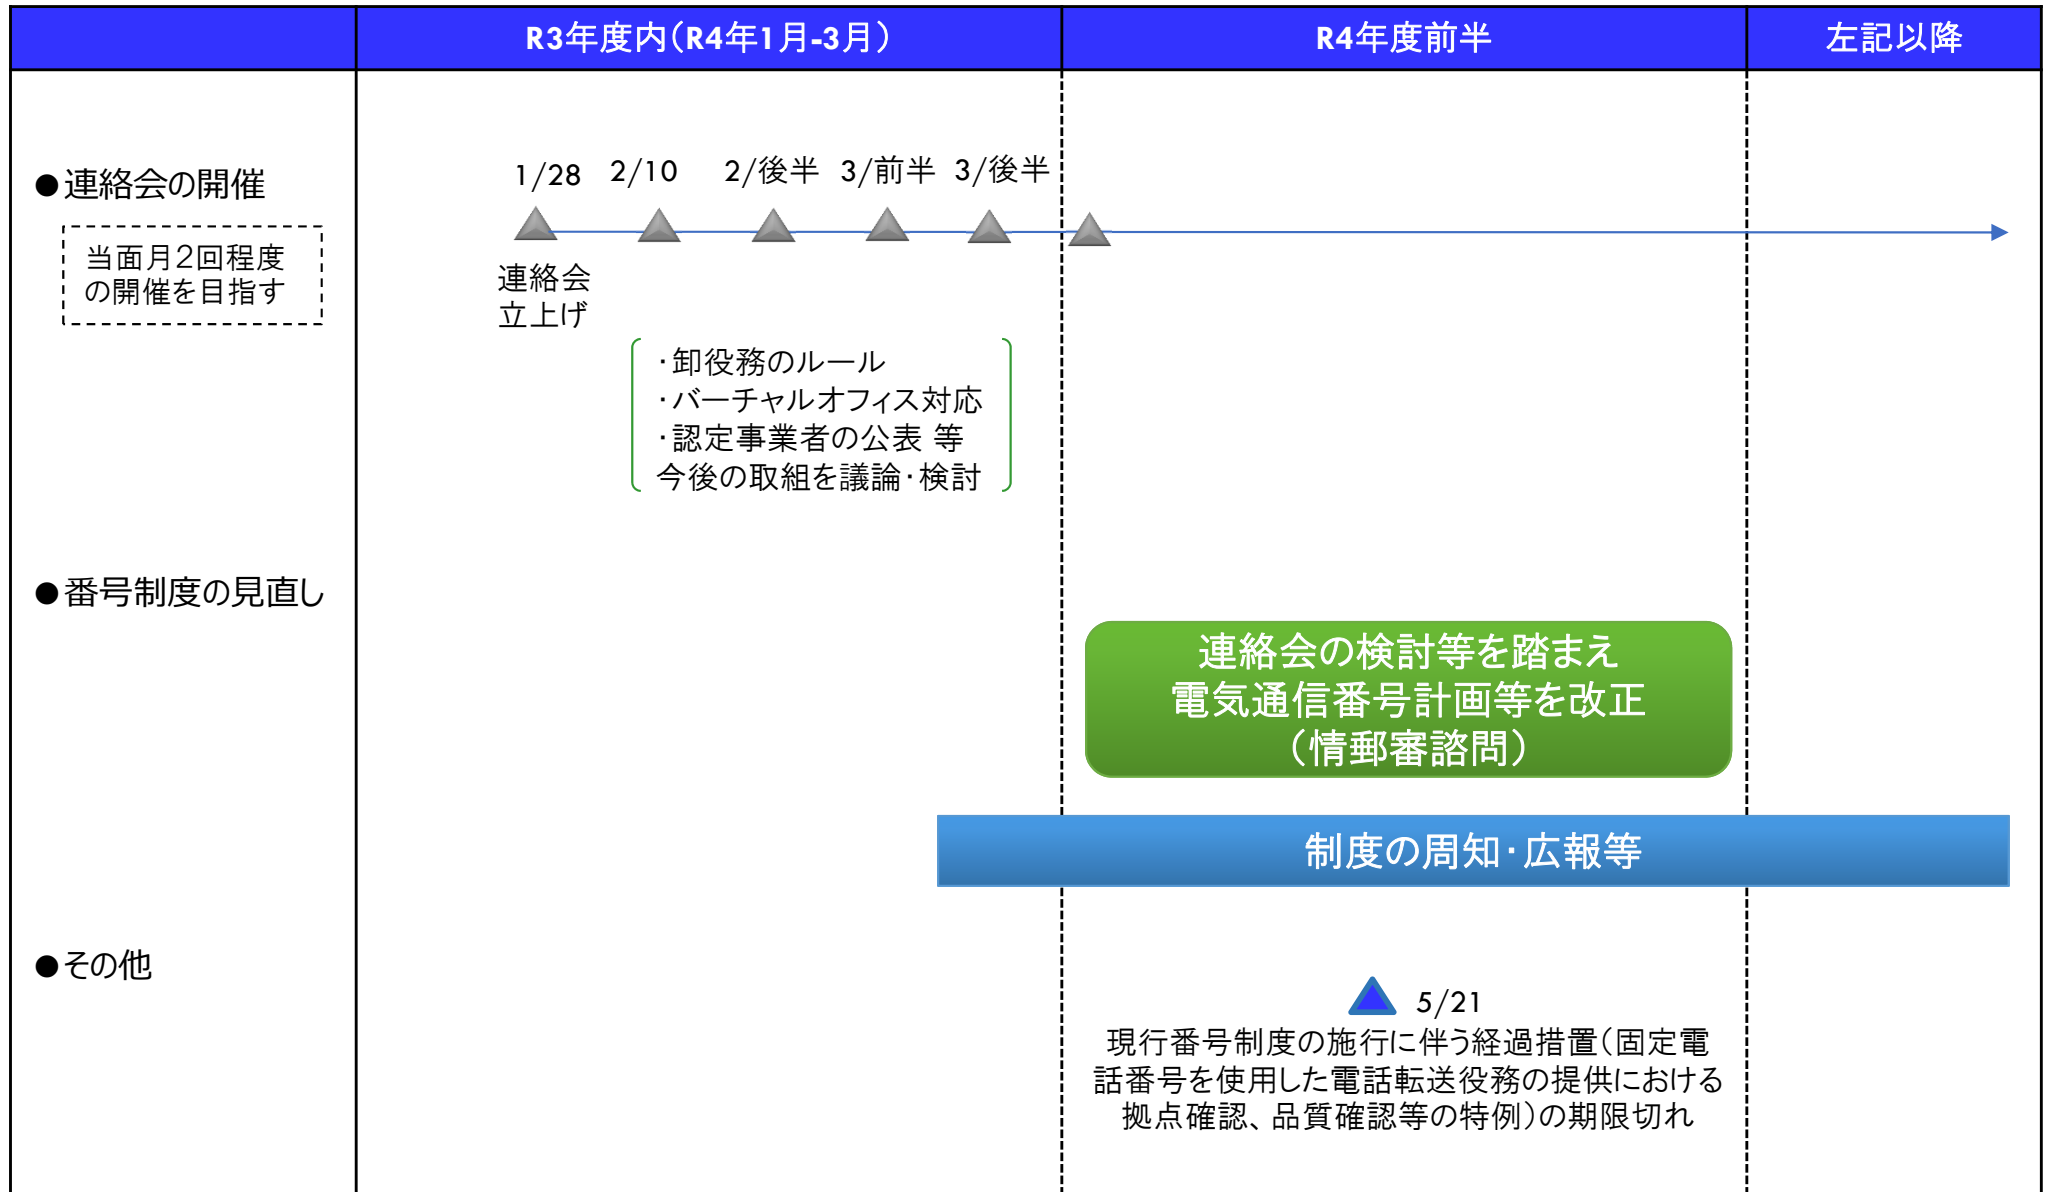 R3年度内（R4年1月-3月）
R4年度前半
左記以降
●連絡会の開催
当面月２回程度
の開催を目指す
1/28
2/10
2/後半
3/前半
3/後半
連絡会
立上げ
・卸役務のルール
・バーチャルオフィス対応
・認定事業者の公表 等
今後の取組を議論・検討
●番号制度の見直し
連絡会の検討等を踏まえ
電気通信番号計画等を改正
（情郵審諮問）
制度の周知・広報等
●その他
5/21
現行番号制度の施行に伴う経過措置（固定電
話番号を使用した電話転送役務の提供における
拠点確認、品質確認等の特例）の期限切れ